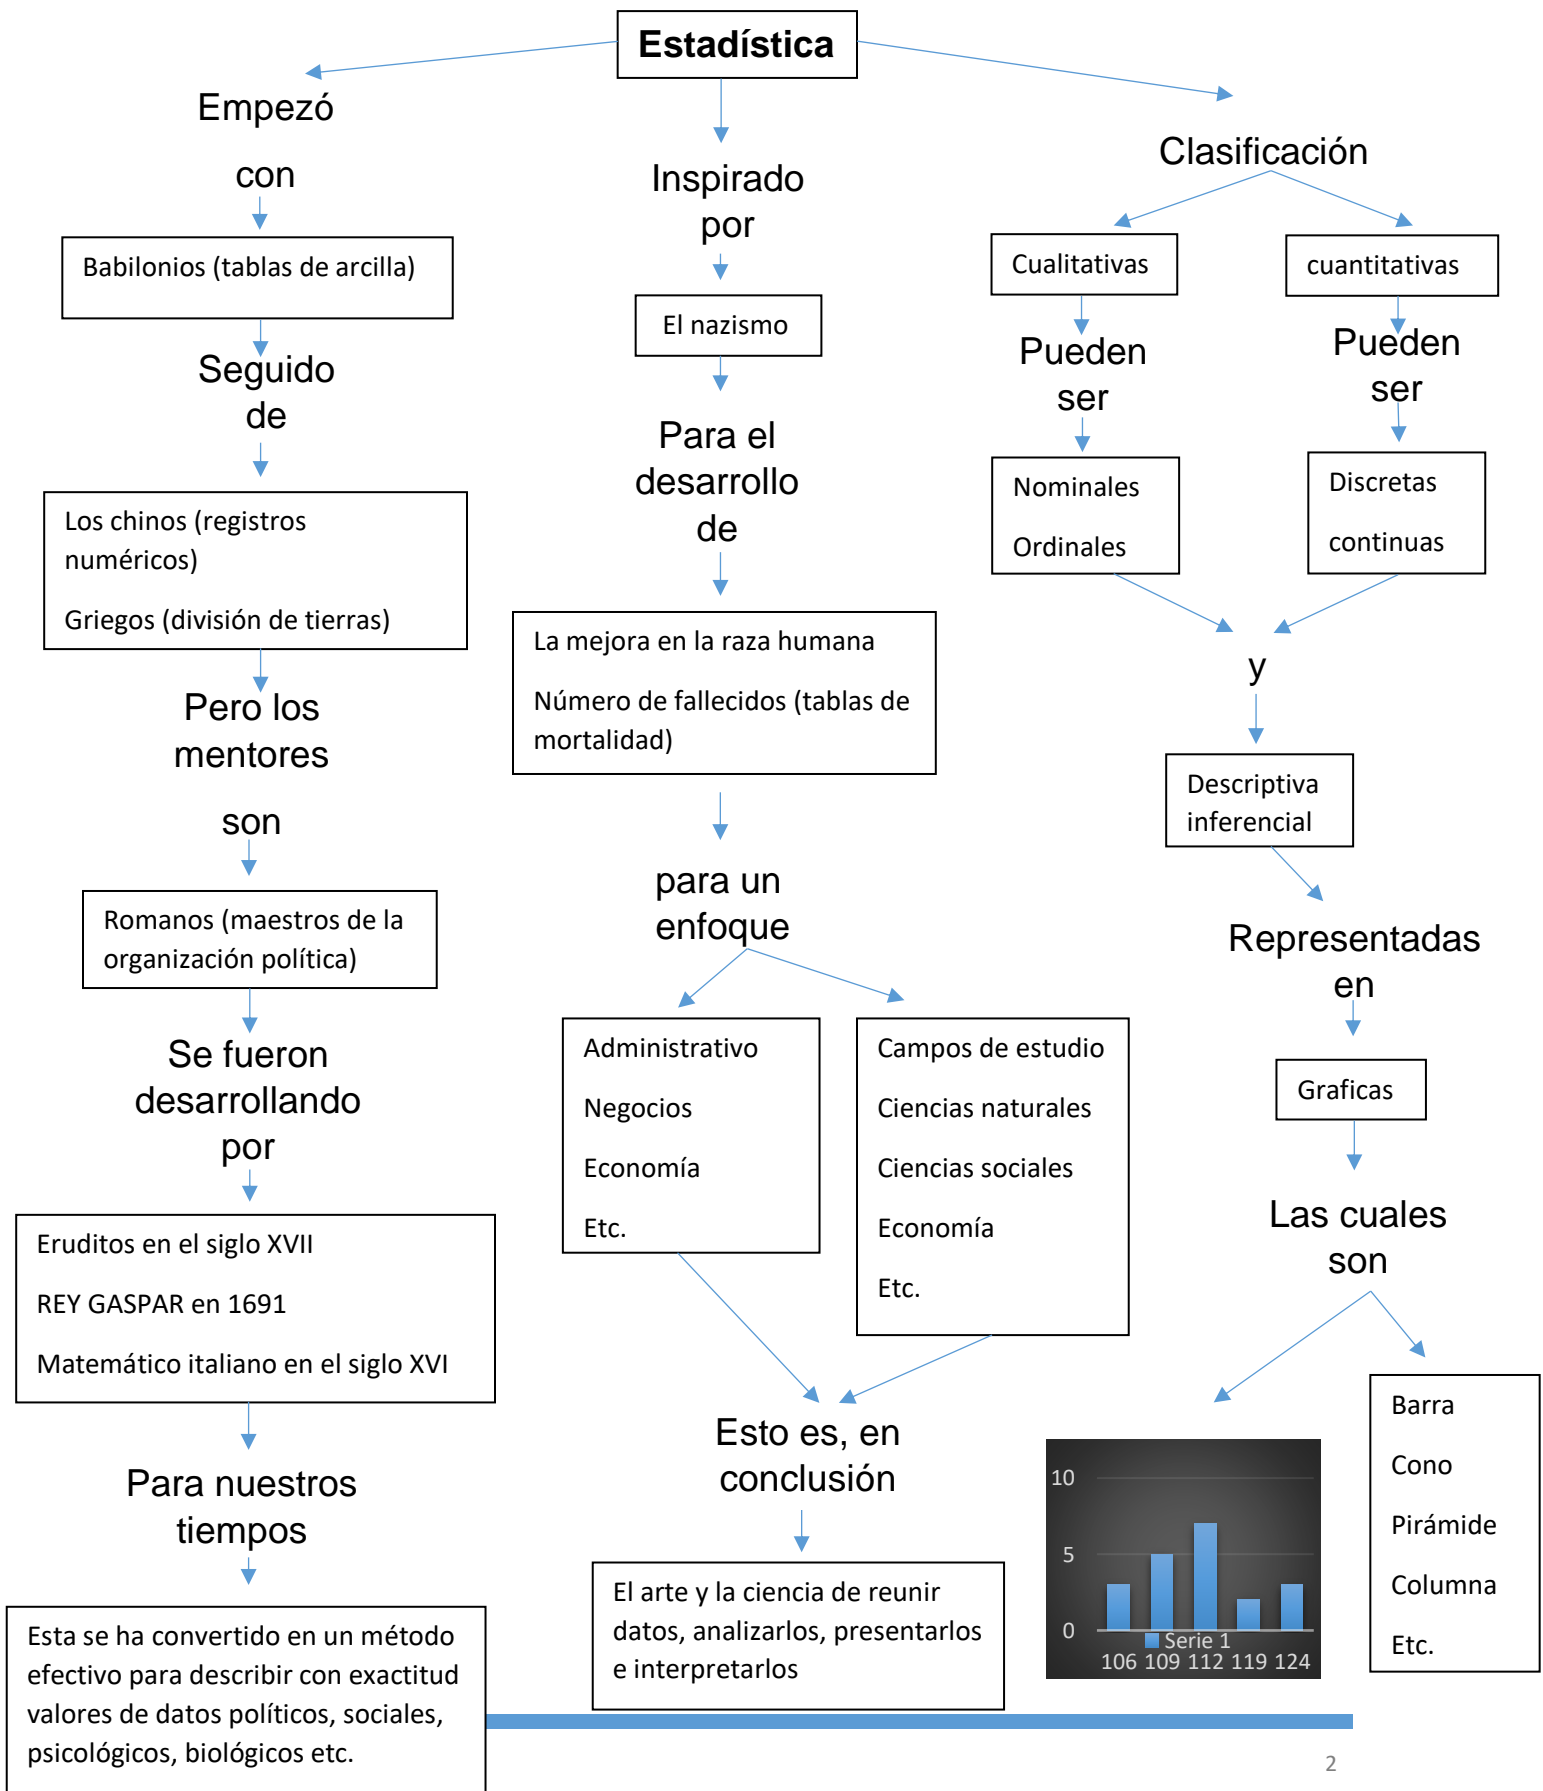 Estadística
Empezó
con
Babilonios (tablas de arcilla)
Seguido
de
Los chinos (registros
numéricos)
Griegos (división de tierras)
Pero los
mentores
son
Romanos (maestros de la
organización política)
Se fueron
desarrollando
por
Eruditos en el siglo XVII
REY GASPAR en 1691
Matemático italiano en el siglo XVI
Para nuestros
tiempos
Esta se ha convertido en un método
efectivo para describir con exactitud
valores de datos políticos, sociales,
psicológicos, biológicos etc.
Inspirado
por
El nazismo
Para el
desarrollo
de
La mejora en la raza humana
Número de fallecidos (tablas de
mortalidad)
para un
enfoque
Administrativo
Negocios
Economía
Etc.
Campos de estudio
Ciencias naturales
Ciencias sociales
Economía
Etc.
Esto es, en
conclusión
El arte y la ciencia de reunir
datos, analizarlos, presentarlos
e interpretarlos
Clasificación
Cualitativas
Pueden
ser
Nominales
Ordinales
cuantitativas
Pueden
ser
Discretas
continuas
y
Descriptiva
inferencial
Representadas
en
Graficas
Las cuales
son
10
5
0
Serie 1
106 109 112 119 124
Barra
Cono
Pirámide
Columna
Etc.
2